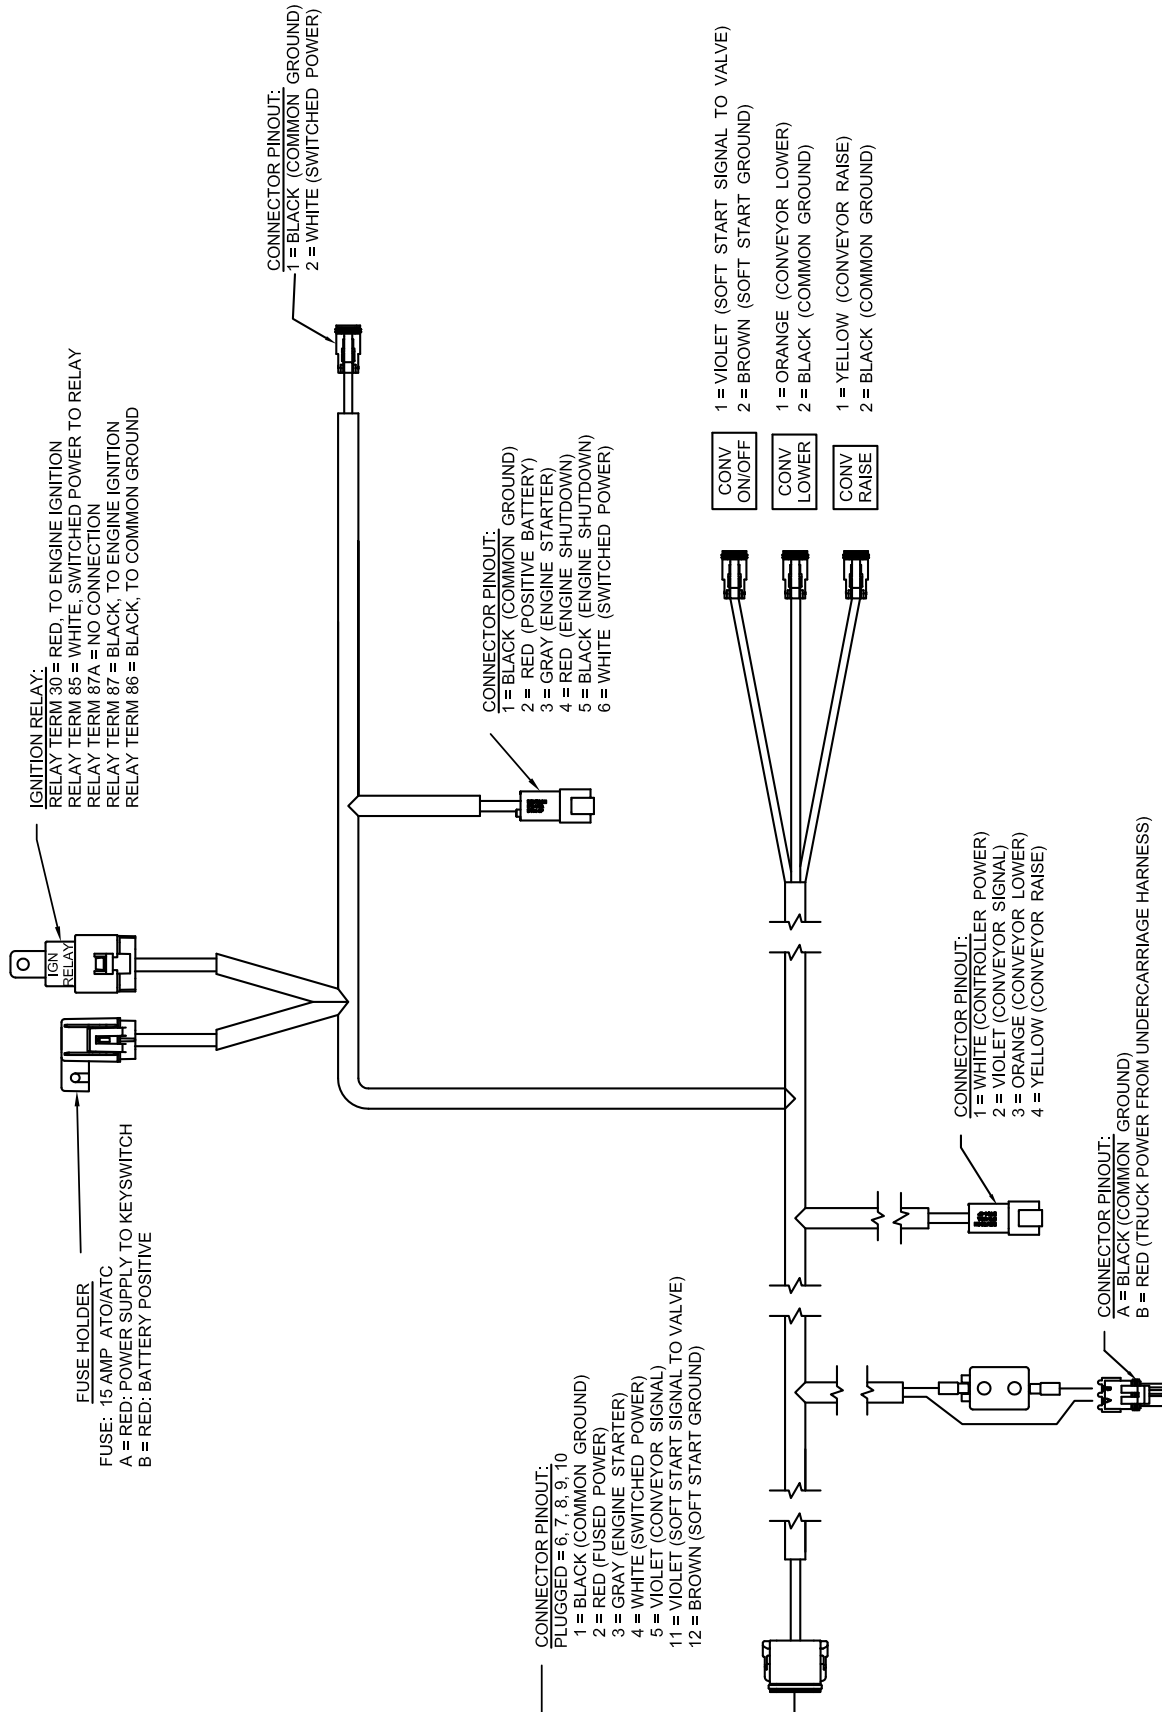 FUSE HOLDER
FUSE:  15 AMP  ATO/ATC
A = RED: POWER SUPPLY TO KEYSWITCH
B = RED: BATTERY POSITIVE
IGNITION RELAY:
RELAY TERM 30 = RED, TO ENGINE IGNITION
RELAY TERM 85 = WHITE, SWITCHED POWER TO RELAY
RELAY TERM 87A = NO CONNECTION
RELAY TERM 87 = BLACK, TO ENGINE IGNITION
RELAY TERM 86 = BLACK, TO COMMON GROUND
IGN
RELAY
CONNECTOR PINOUT:
1 = BLACK (COMMON GROUND)
2 = WHITE (SWITCHED POWER)
CONNECTOR PINOUT:
1 = BLACK (COMMON GROUND)
2 = RED (POSITIVE BATTERY)
3 = GRAY (ENGINE STARTER)
4 = RED (ENGINE SHUTDOWN)
5 = BLACK (ENGINE SHUTDOWN)
6 = WHITE (SWITCHED POWER)
CONNECTOR PINOUT:
PLUGGED = 6, 7, 8, 9, 10
1 = BLACK (COMMON GROUND)
2 = RED (FUSED POWER)
3 = GRAY (ENGINE STARTER)
4 = WHITE (SWITCHED POWER)
5 = VIOLET (CONVEYOR SIGNAL)
11 = VIOLET (SOFT START SIGNAL TO VALVE)
12 = BROWN (SOFT START GROUND)
CONV
ON/OFF
1 = VIOLET (SOFT START SIGNAL TO VALVE)
2 = BROWN (SOFT START GROUND)
CONV
LOWER
1 = ORANGE (CONVEYOR LOWER)
2 = BLACK (COMMON GROUND)
CONV
RAISE
1 = YELLOW (CONVEYOR RAISE)
2 = BLACK (COMMON GROUND)
CONNECTOR PINOUT:
1 = WHITE (CONTROLLER POWER)
2 = VIOLET (CONVEYOR SIGNAL)
3 = ORANGE (CONVEYOR LOWER)
4 = YELLOW (CONVEYOR RAISE)
CONNECTOR PINOUT:
A = BLACK (COMMON GROUND)
B = RED (TRUCK POWER FROM UNDERCARRIAGE HARNESS)